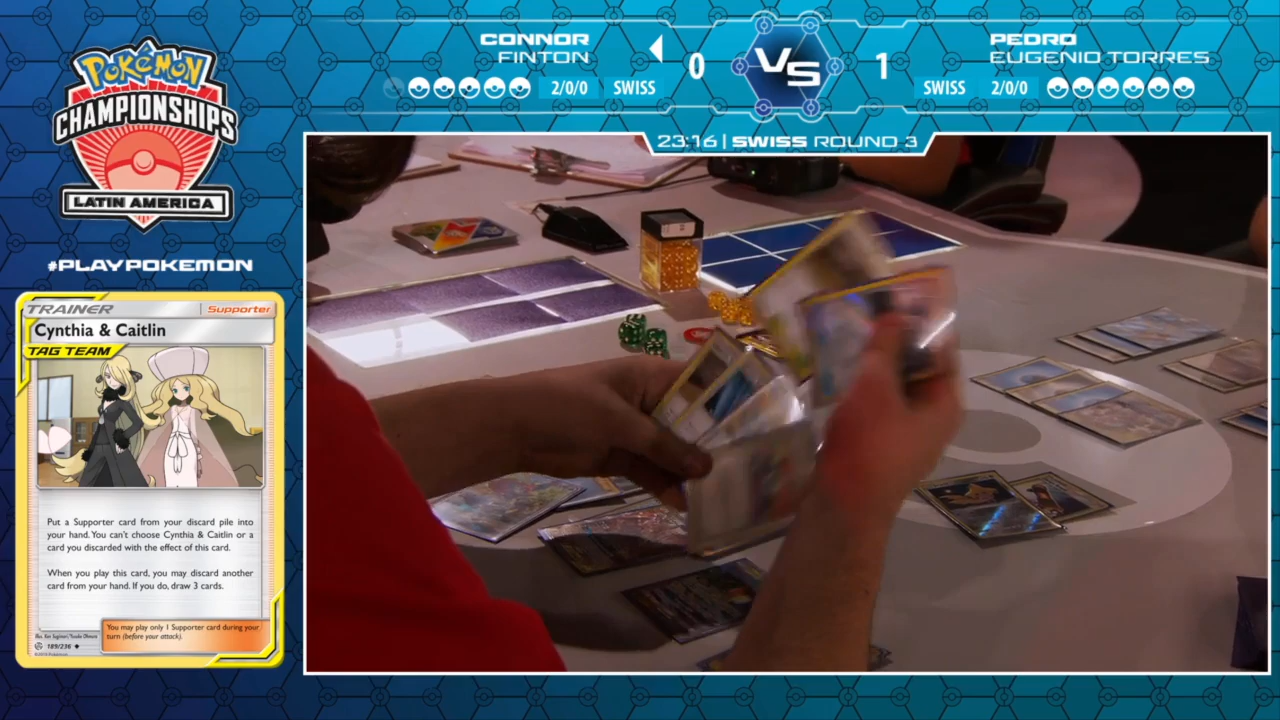 Pokémon
CHAMPIONSHIPS
LATIN AMERICA
#PLAYPOKEMON
CONNOR
FINTON
2/0/0
SWISS
0
VS
1
PEDRO
EUGENIO TORRES
SWISS
2/0/0
23:16 | SWISS ROUND 3
TRAINER
Supporter
Cynthia & Caitlin
TAG TEAM
Put a Supporter card from your discard pile into
your hand. You can't choose Cynthia & Caitlin or a
card you discarded with the effect of this card.
When you play this card, you may discard another
card from your hand. If you do, draw 3 cards.
You may play only 1 Supporter card during your
turn (before your attack).
189/236